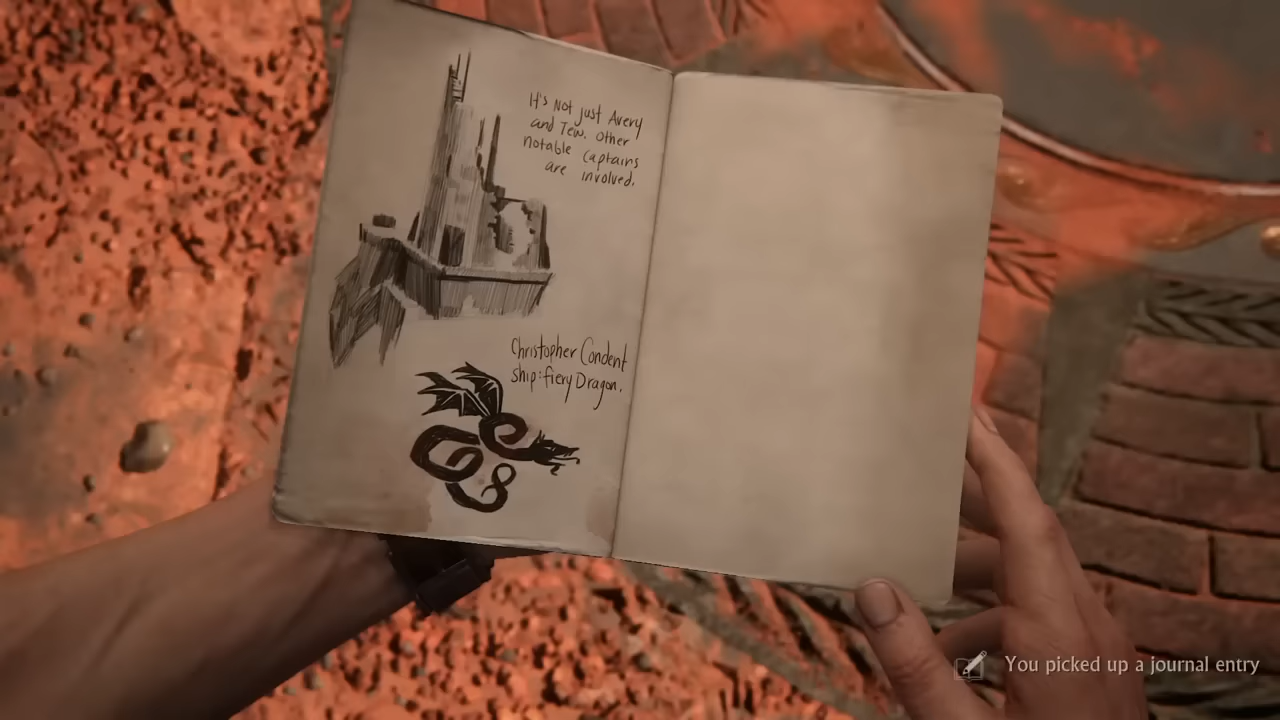 It's Not just Avery
and Tew. Other
notable Captains
are involved.
Christopher Condent
ship: fiery Dragon.
You picked up a journal entry